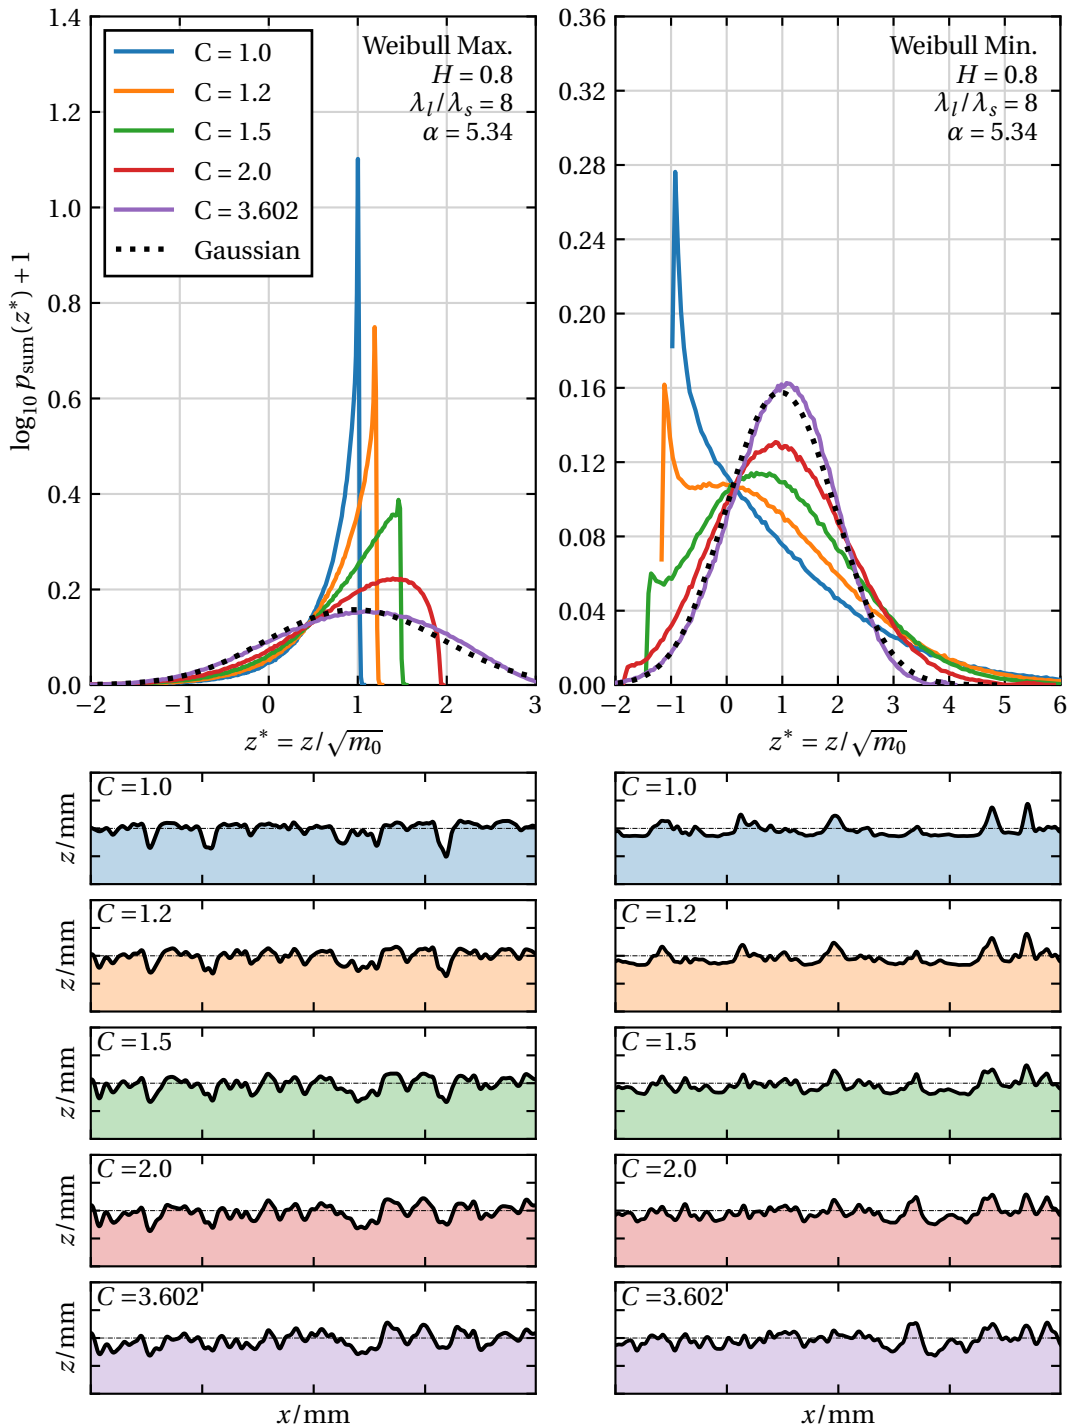 1.4
1.2
1.0
0.8
0.6
0.4
0.2
0.0
log₁₀ pₛᵤₘ(z*) + 1
C = 1.0
C = 1.2
C = 1.5
C = 2.0
C = 3.602
Gaussian
Weibull Max.
H = 0.8
λₗ/λₛ = 8
α = 5.34
−2 −1 0 1 2 3
z* = z/√m₀
0.36
0.32
0.28
0.24
0.20
0.16
0.12
0.08
0.04
0.00
Weibull Min.
H = 0.8
λₗ/λₛ = 8
α = 5.34
−2 −1 0 1 2 3 4 5 6
z* = z/√m₀
z/mm
C =1.0
C =1.0
z/mm
C =1.2
C =1.2
z/mm
C =1.5
C =1.5
z/mm
C =2.0
C =2.0
z/mm
C =3.602
C =3.602
x/mm
x/mm